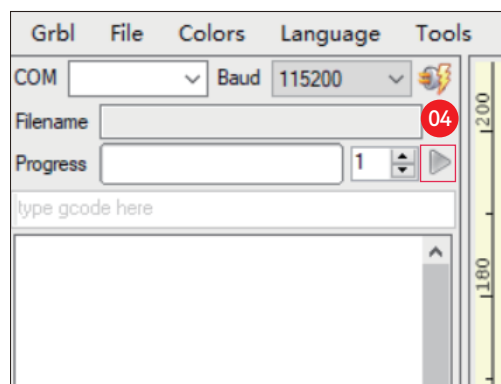 Grbl File Colors Language Tools
COM Baud 115200
200
Filename 04
Progress 1
type gcode here
180